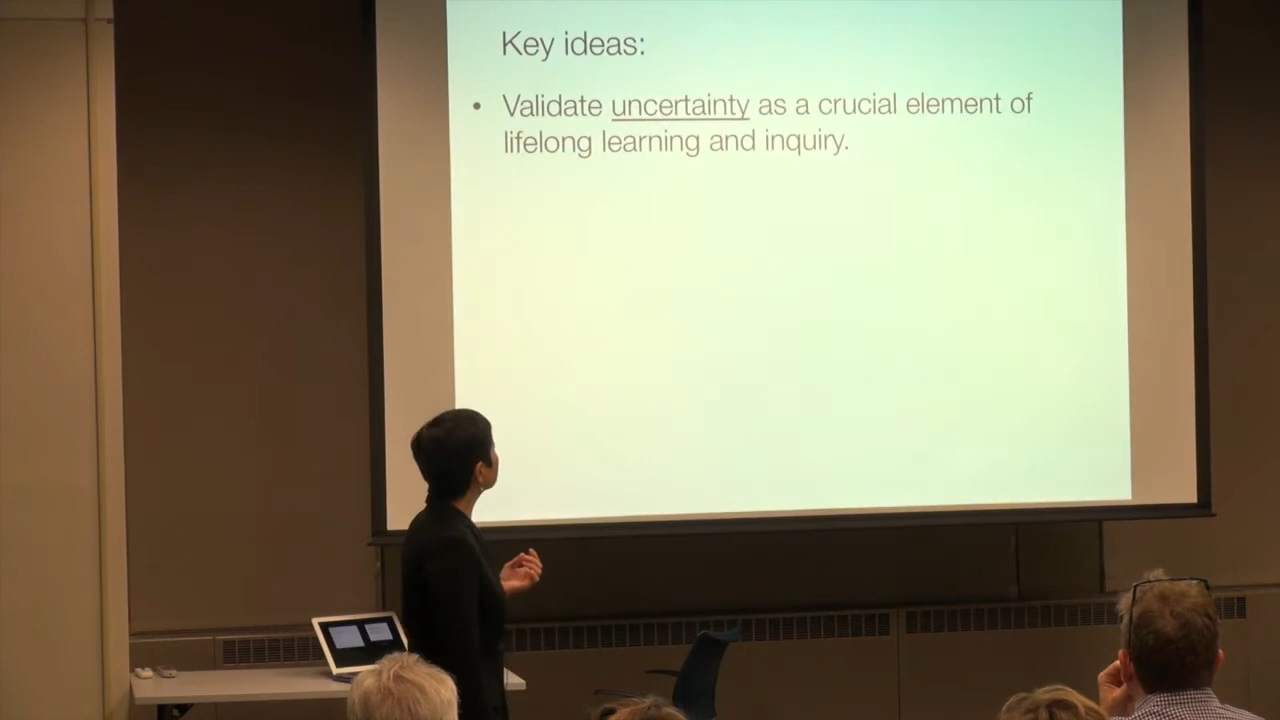 Key ideas:
• Validate uncertainty as a crucial element of
lifelong learning and inquiry.